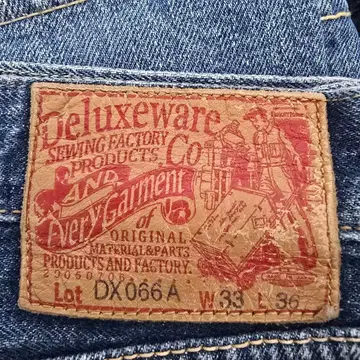 Deluxeware
SEWING FACTORY Co
PRODUCTS
AND
Every Garment
of
ORIGINAL
MATERIAL & PARTS
PRODUCTS AND FACTORY.
Lot DX066A W 33 L 36